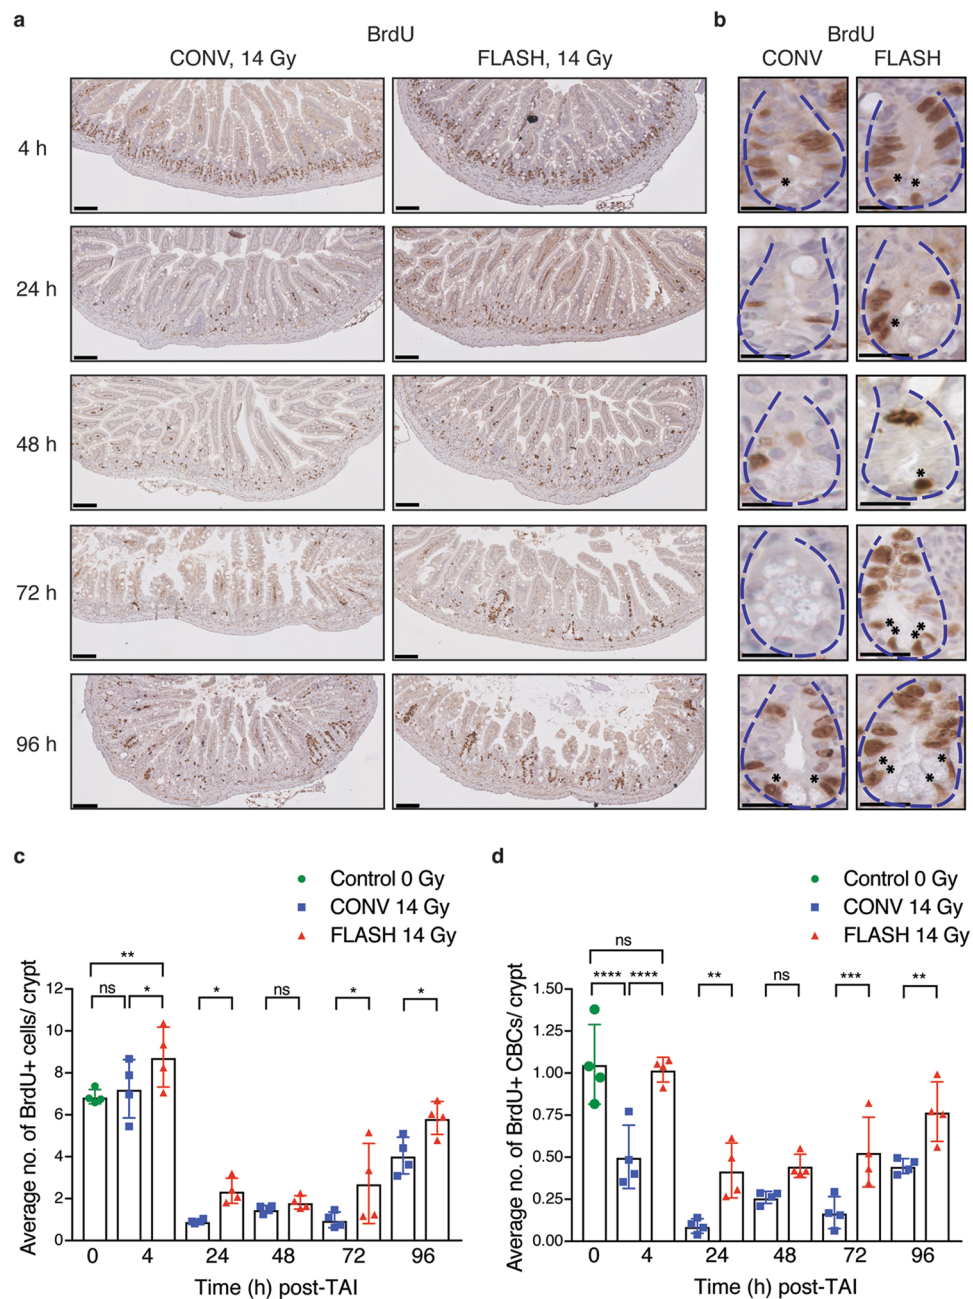 a
BrdU
CONV, 14 Gy
FLASH, 14 Gy
4 h
24 h
48 h
72 h
96 h
b
BrdU
CONV
FLASH
*
* *
*
*
** **
* *
** * *
c
Control 0 Gy
CONV 14 Gy
FLASH 14 Gy
**
ns * * ns * *
Average no. of BrdU+ cells/ crypt
12
10
8
6
4
2
0
0 4 24 48 72 96
Time (h) post-TAI
d
Control 0 Gy
CONV 14 Gy
FLASH 14 Gy
ns
**** **** ** ns *** **
Average no. of BrdU+ CBCs/ crypt
1.50
1.25
1.00
0.75
0.50
0.25
0.00
0 4 24 48 72 96
Time (h) post-TAI